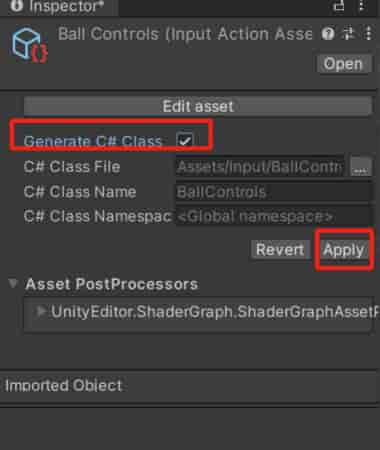 Inspector*
Ball Controls (Input Action Asse
Open
Edit asset
Generate C# Class
C# Class File Assets/Input/BallContr ...
C# Class Name BallControls
C# Class Namespac <Global namespace>
Revert Apply
Asset PostProcessors
UnityEditor.ShaderGraph.ShaderGraphAssetP
Imported Object